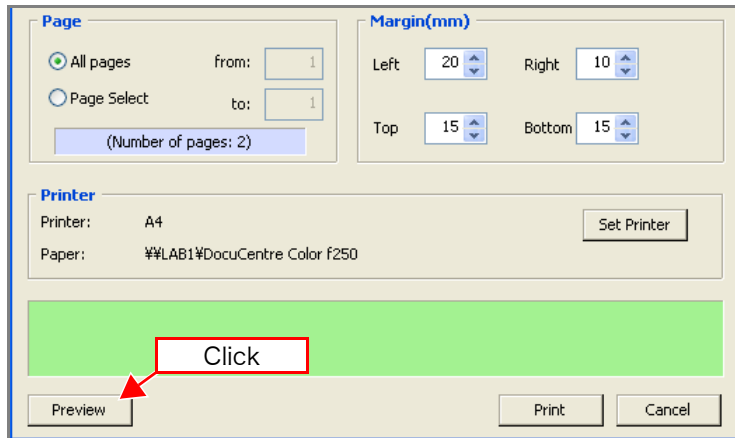 Page
All pages from: 1
Page Select to: 1
(Number of pages: 2)
Margin(mm)
Left 20 Right 10
Top 15 Bottom 15
Printer
Printer: A4 Set Printer
Paper: ¥¥LAB1¥DocuCentre Color f250
Click
Preview Print Cancel